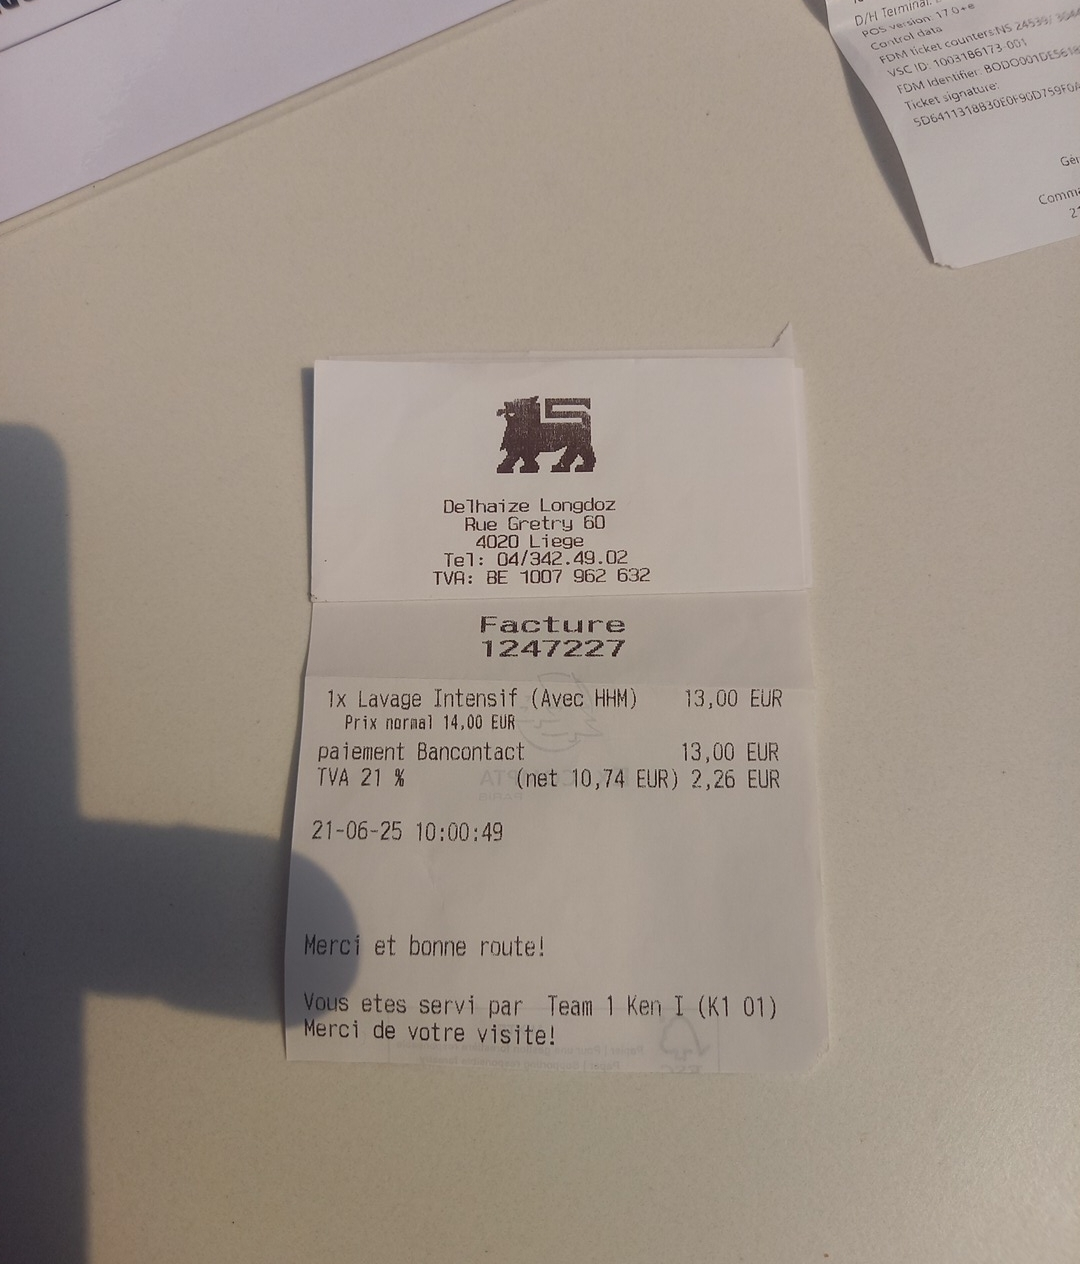 D/H Terminal:
POS version: 17.0
Control data
FDM ticket counters:NS 24539/
VSC ID: 1003186173-001
FDM Identifier:
Ticket signature:
Delhaize Longdoz
Rue Gretry 60
4020 Liege
Tel: 04/342.49.02
TVA: BE 1007 962 632
Facture
1247227
1x Lavage Intensif (Avec HHM) 13,00 EUR
Prix normal 14,00 EUR
paiement Bancontact 13,00 EUR
TVA 21 % (net 10,74 EUR) 2,26 EUR
21-06-25 10:00:49
Merci et bonne route!
Vous etes servi par Team 1 Ken I (K1 01)
Merci de votre visite!